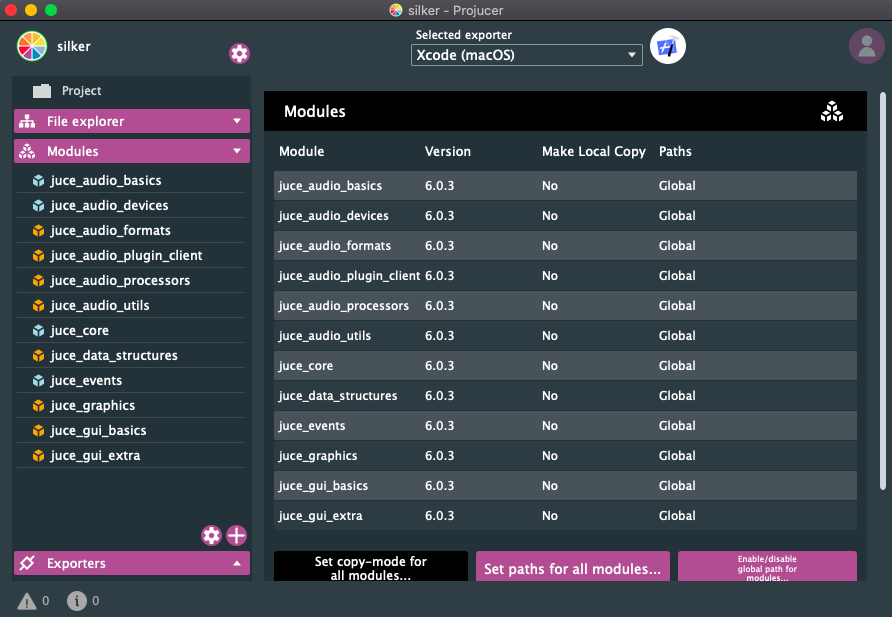 silker - Projucer
silker
Selected exporter
Xcode (macOS)
Project
File explorer
Modules
juce_audio_basics
juce_audio_devices
juce_audio_formats
juce_audio_plugin_client
juce_audio_processors
juce_audio_utils
juce_core
juce_data_structures
juce_events
juce_graphics
juce_gui_basics
juce_gui_extra
Exporters
0 0
Modules
Module Version Make Local Copy Paths
juce_audio_basics 6.0.3 No Global
juce_audio_devices 6.0.3 No Global
juce_audio_formats 6.0.3 No Global
juce_audio_plugin_client 6.0.3 No Global
juce_audio_processors 6.0.3 No Global
juce_audio_utils 6.0.3 No Global
juce_core 6.0.3 No Global
juce_data_structures 6.0.3 No Global
juce_events 6.0.3 No Global
juce_graphics 6.0.3 No Global
juce_gui_basics 6.0.3 No Global
juce_gui_extra 6.0.3 No Global
Set copy-mode for
all modules...
Set paths for all modules...
Enable/disable
global path for
modules...